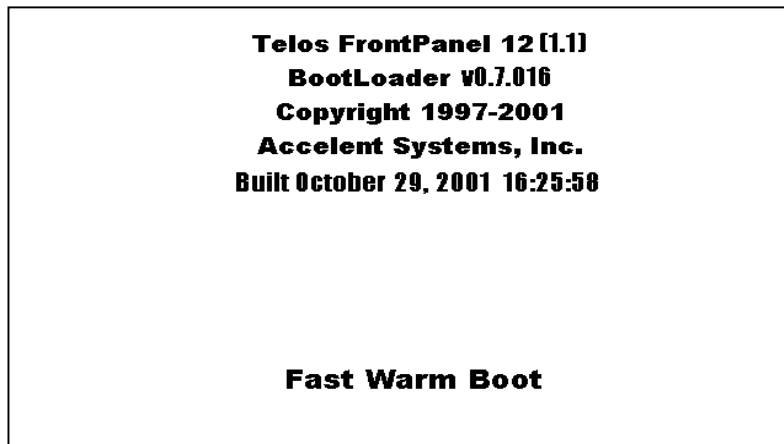 Telos FrontPanel 12 (1.1)
BootLoader v0.7.016
Copyright 1997-2001
Accelent Systems, Inc.
Built October 29, 2001 16:25:58
Fast Warm Boot